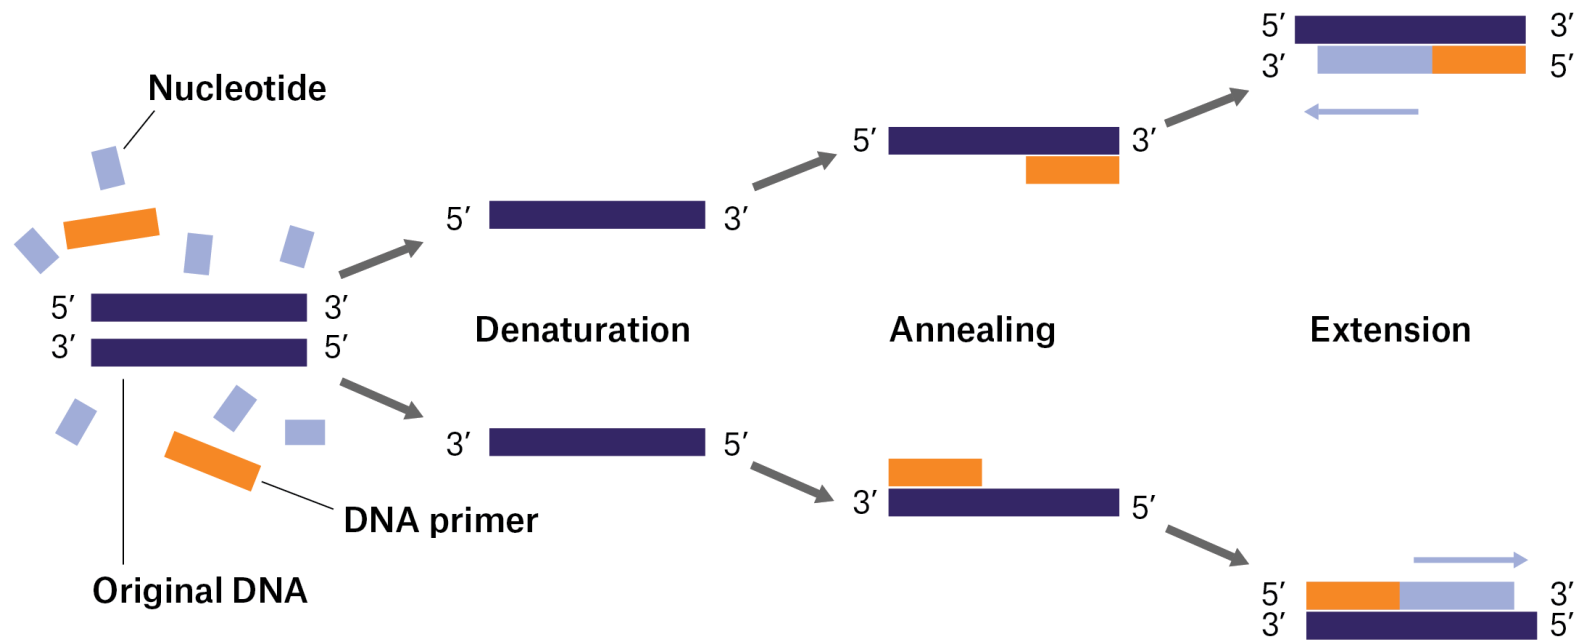 Nucleotide
5′ 3′
3′ 5′
DNA primer
Original DNA
5′ 3′
Denaturation
3′ 5′
5′ 3′
Annealing
3′ 5′
5′ 3′
3′ 5′
Extension
5′ 3′
3′ 5′